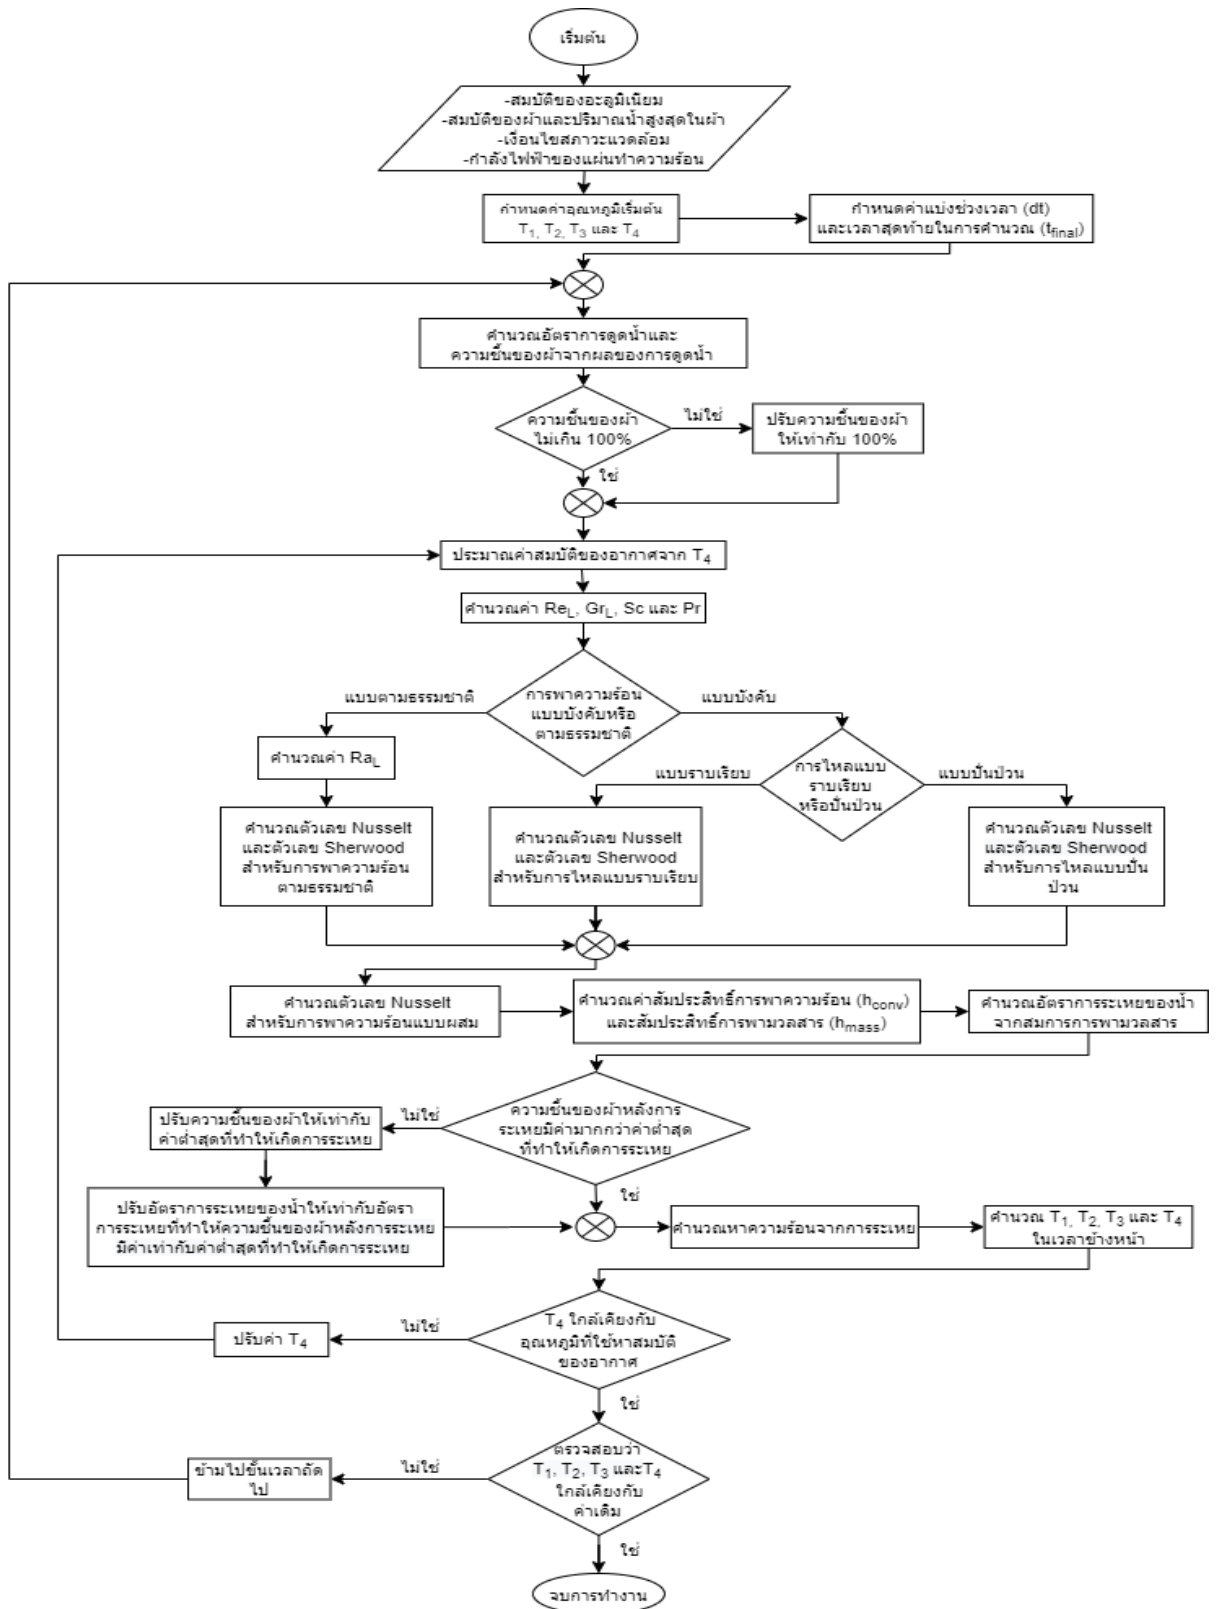 เริ่มต้น
-สมบัติของอะลูมิเนียม
-สมบัติของผ้าและปริมาณน้ำสูงสุดในผ้า
-เงื่อนไขสภาวะแวดล้อม
-กำลังไฟฟ้าของแผ่นทำความร้อน
กำหนดค่าอุณหภูมิเริ่มต้น
T1, T2, T3 และ T4
กำหนดค่าแบ่งช่วงเวลา (dt)
และเวลาสุดท้ายในการคำนวณ (tfinal)
คำนวณอัตราการดูดน้ำและ
ความชื้นของผ้าจากผลของการดูดน้ำ
ความชื้นของผ้า
ไม่เกิน 100%
ไม่ใช่
ปรับความชื้นของผ้า
ให้เท่ากับ 100%
ใช่
ประมาณค่าสมบัติของอากาศจาก T4
คำนวณค่า ReL, GrL, Sc และ Pr
แบบตามธรรมชาติ
การพาความร้อน
แบบบังคับหรือ
ตามธรรมชาติ
แบบบังคับ
คำนวณค่า RaL
แบบราบเรียบ
การไหลแบบ
ราบเรียบ
หรือปั่นป่วน
แบบปั่นป่วน
คำนวณตัวเลข Nusselt
และตัวเลข Sherwood
สำหรับการพาความร้อน
ตามธรรมชาติ
คำนวณตัวเลข Nusselt
และตัวเลข Sherwood
สำหรับการไหลแบบราบเรียบ
คำนวณตัวเลข Nusselt
และตัวเลข Sherwood
สำหรับการไหลแบบปั่น
ป่วน
คำนวณตัวเลข Nusselt
สำหรับการพาความร้อนแบบผสม
คำนวณค่าสัมประสิทธิ์การพาความร้อน (hconv)
และสัมประสิทธิ์การพามวลสาร (hmass)
คำนวณอัตราการระเหยของน้ำ
จากสมการการพามวลสาร
ความชื้นของผ้าหลังการ
ระเหยมีค่ามากกว่าค่าต่ำสุด
ที่ทำให้เกิดการระเหย
ไม่ใช่
ปรับความชื้นของผ้าให้เท่ากับ
ค่าต่ำสุดที่ทำให้เกิดการระเหย
ใช่
ปรับอัตราการระเหยของน้ำให้เท่ากับอัตรา
การระเหยที่ทำให้ความชื้นของผ้าหลังการระเหย
มีค่าเท่ากับค่าต่ำสุดที่ทำให้เกิดการระเหย
คำนวณหาความร้อนจากการระเหย
คำนวณ T1, T2, T3 และ T4
ในเวลาข้างหน้า
T4 ใกล้เคียงกับ
อุณหภูมิที่ใช้หาสมบัติ
ของอากาศ
ไม่ใช่
ปรับค่า T4
ใช่
ตรวจสอบว่า
T1, T2, T3 และT4
ใกล้เคียงกับ
ค่าเดิม
ไม่ใช่
ข้ามไปขั้นเวลาถัด
ไป
ใช่
จบการทำงาน